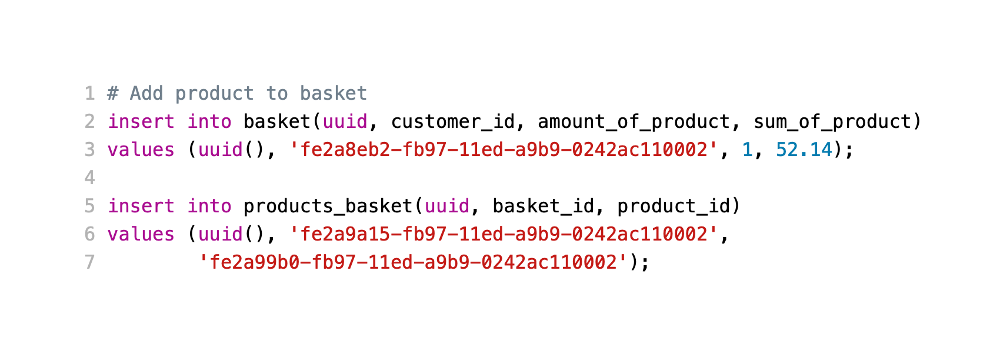 1 # Add product to basket
2 insert into basket(uuid, customer_id, amount_of_product, sum_of_product)
3 values (uuid(), 'fe2a8eb2-fb97-11ed-a9b9-0242ac110002', 1, 52.14);
4
5 insert into products_basket(uuid, basket_id, product_id)
6 values (uuid(), 'fe2a9a15-fb97-11ed-a9b9-0242ac110002',
7         'fe2a99b0-fb97-11ed-a9b9-0242ac110002');